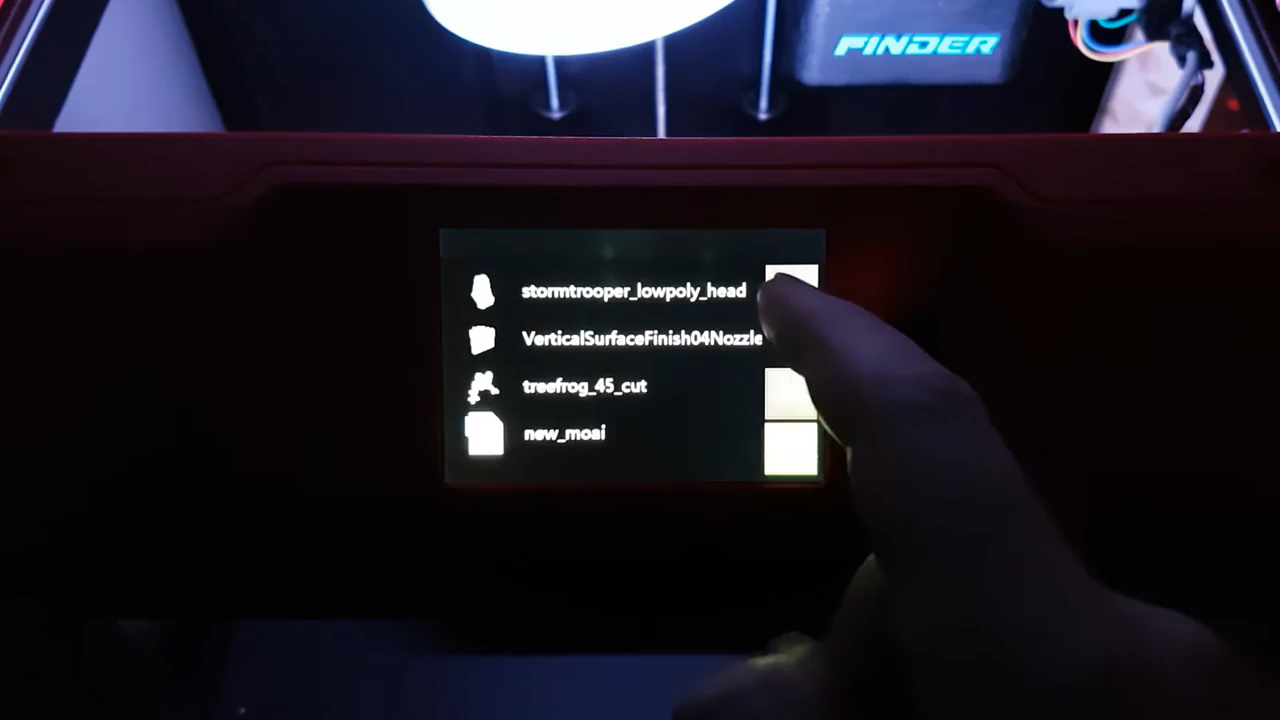 FINDER
stormtrooper_lowpoly_head
VerticalSurfaceFinish04Nozzle
treefrog_45_cut
new_moai